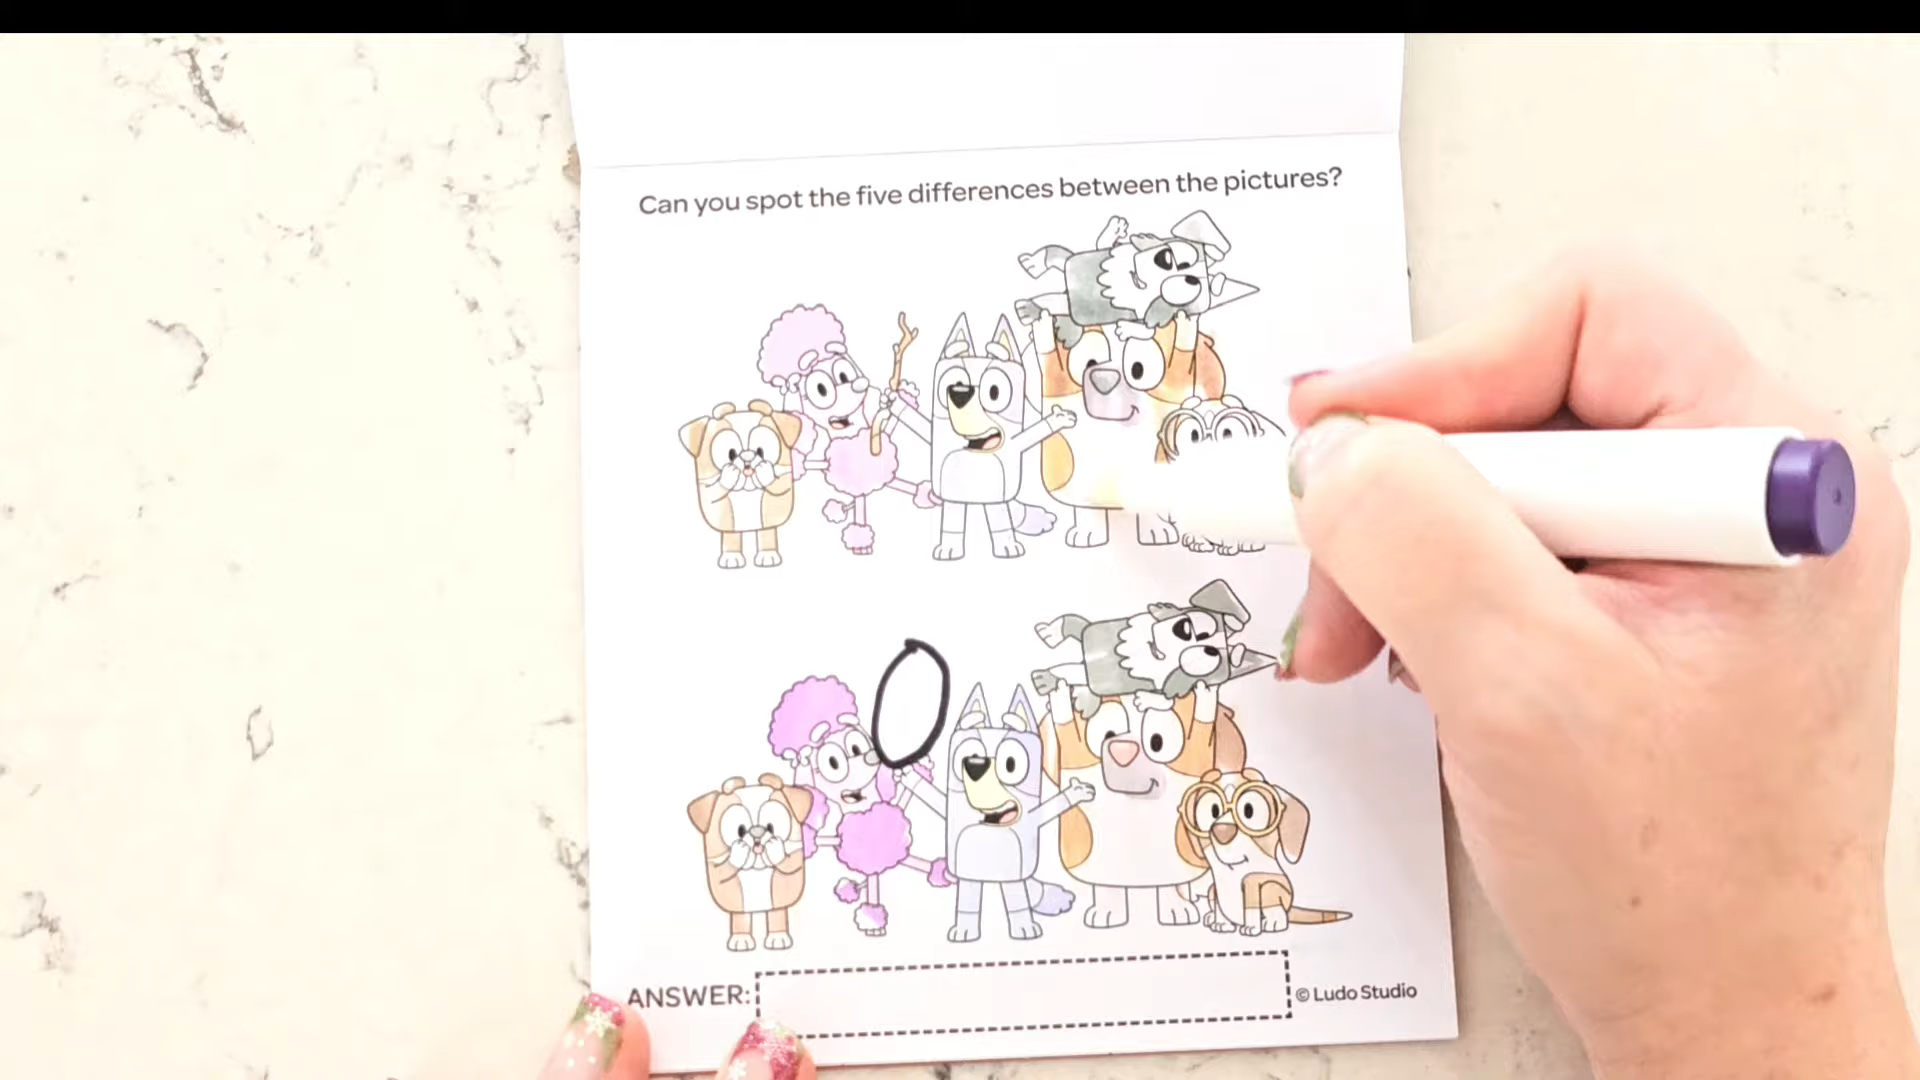 Can you spot the five differences between the pictures?
ANSWER:
© Ludo Studio